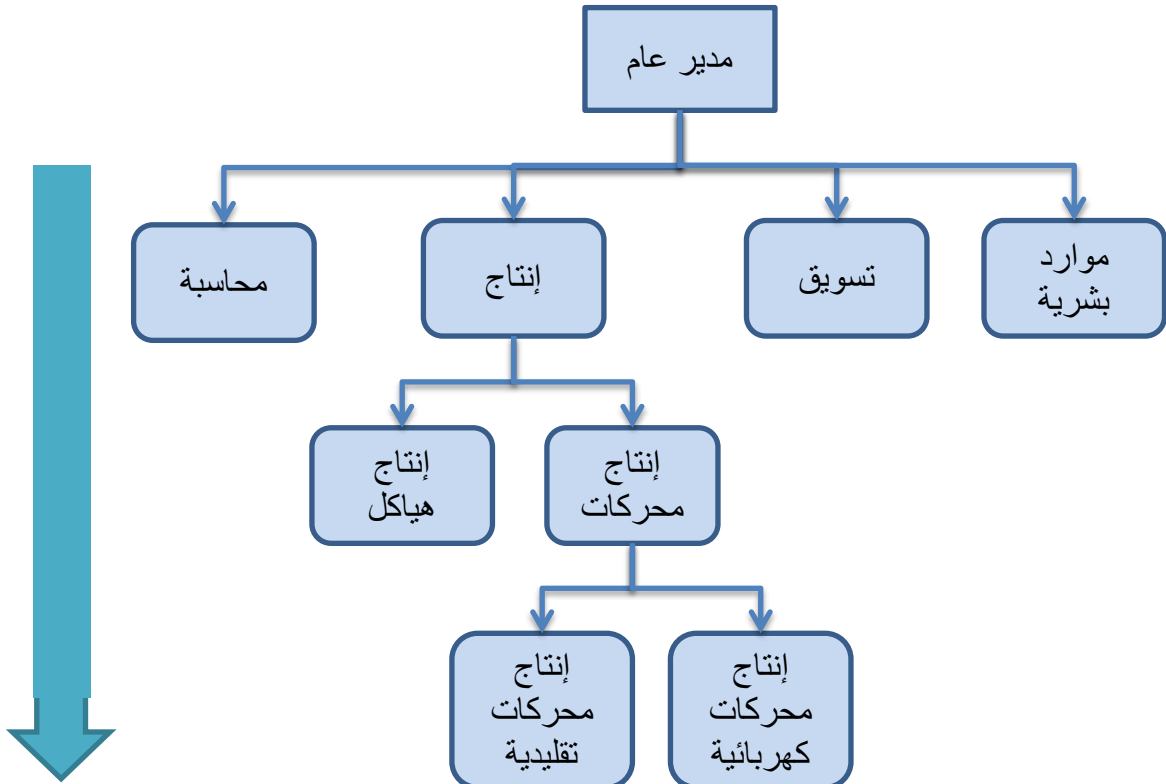 مدير عام
موارد
بشرية
تسويق
إنتاج
محاسبة
إنتاج
محركات
إنتاج
هياكل
إنتاج
محركات
كهربائية
إنتاج
محركات
تقليدية